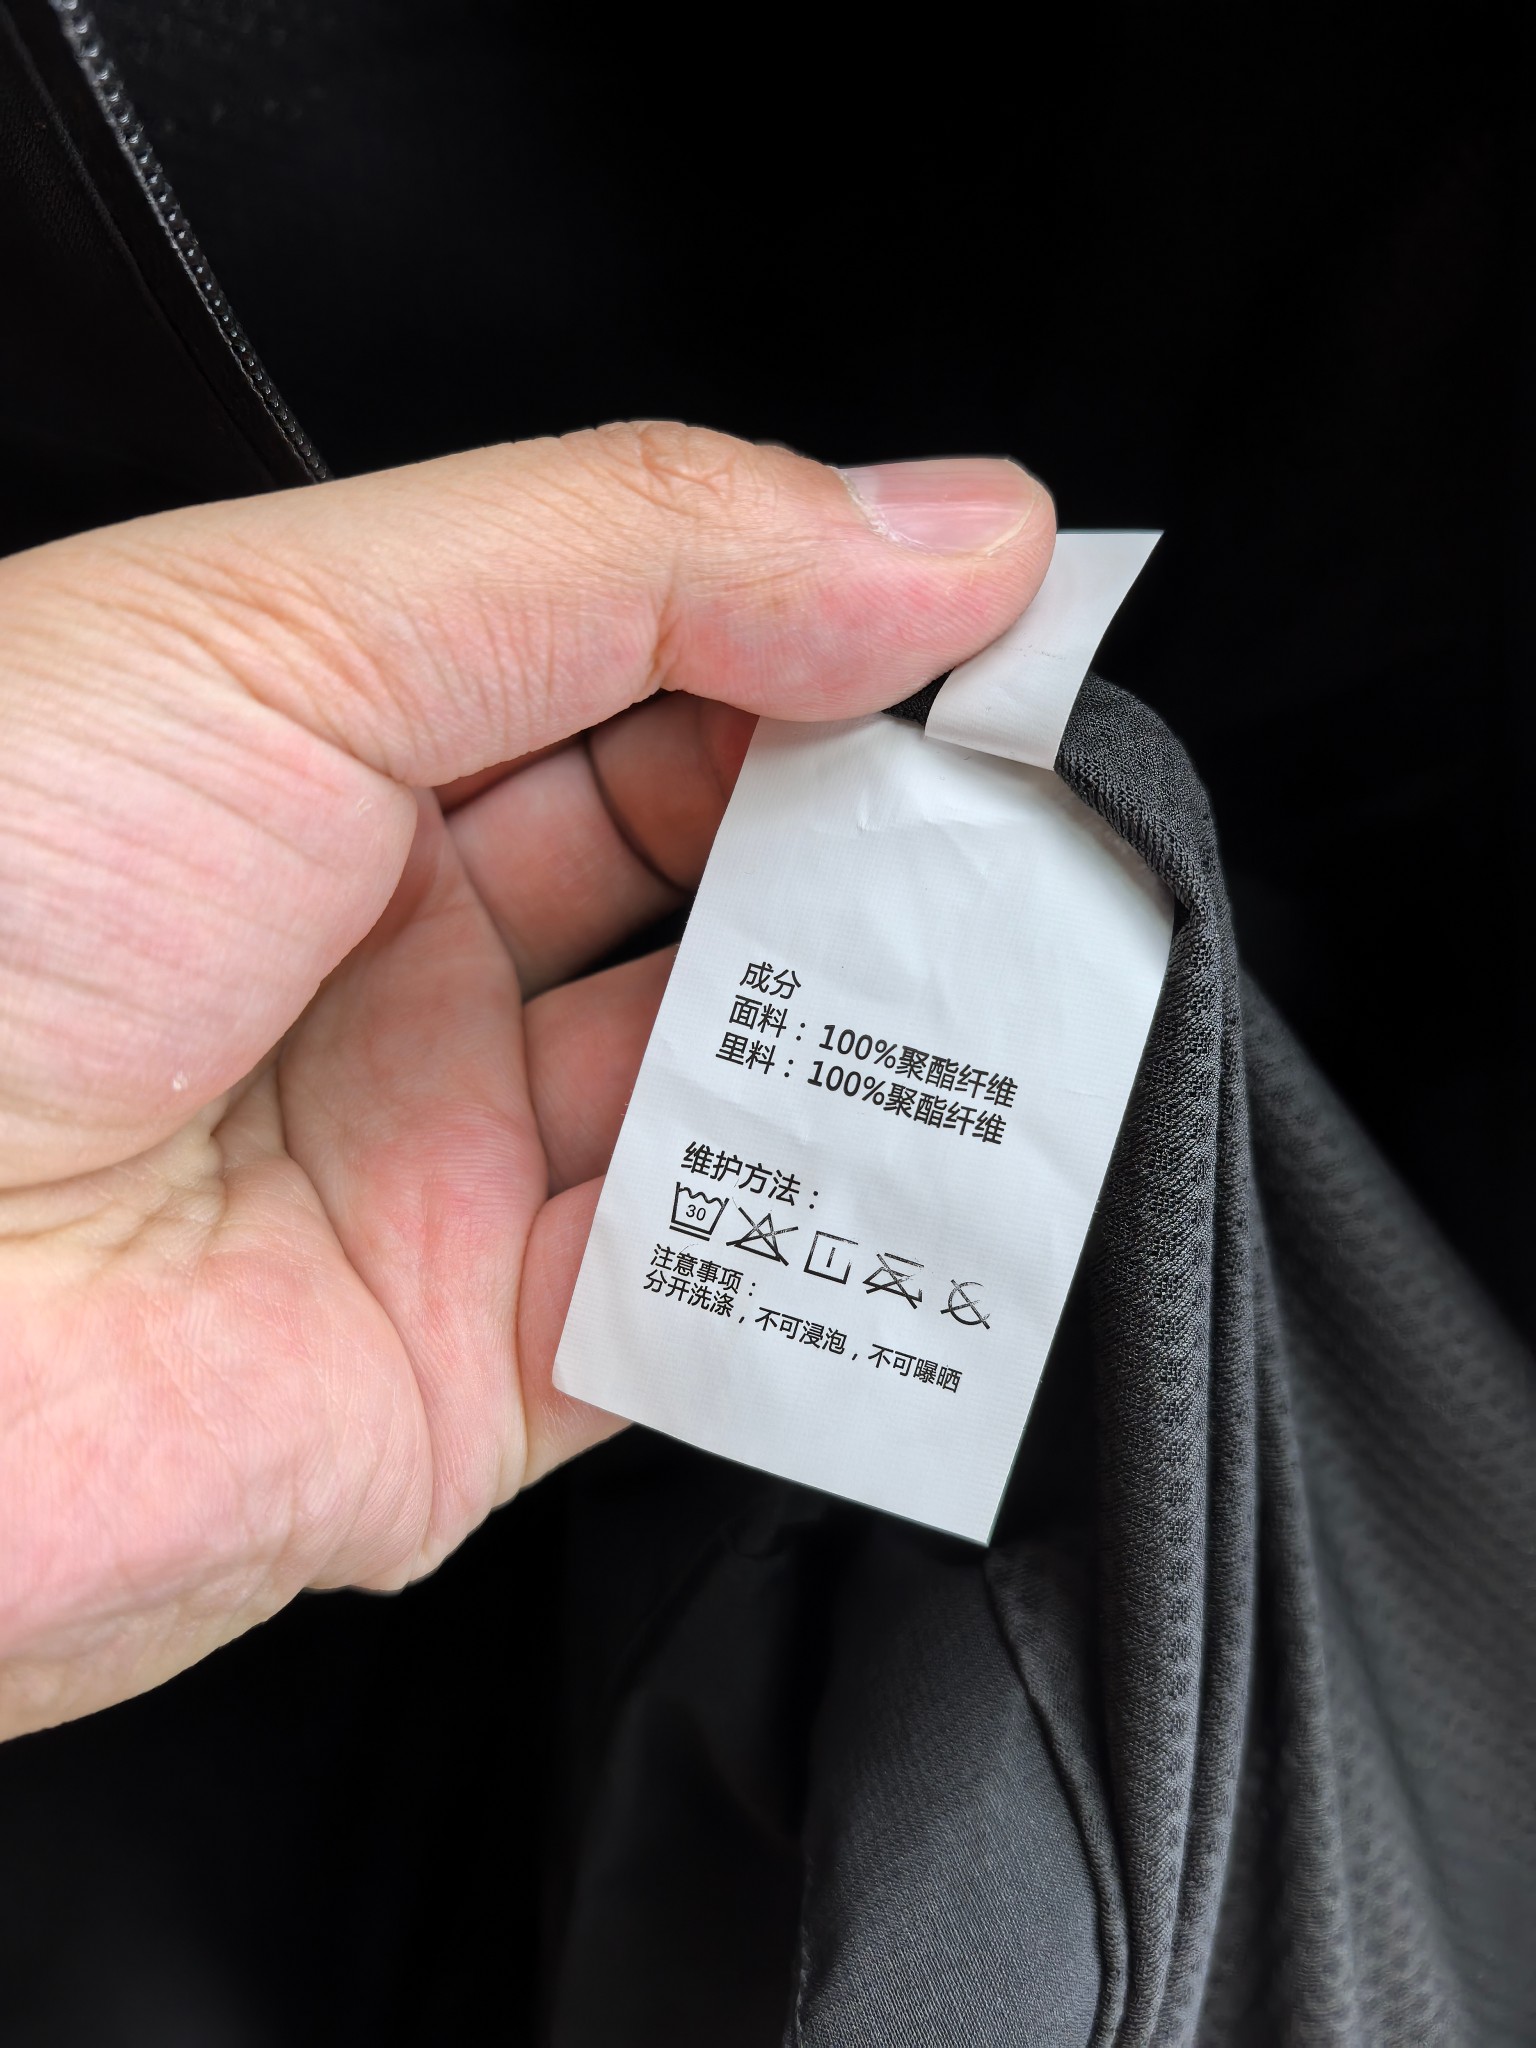 成分
面料：100%聚酯纤维
里料：100%聚酯纤维
维护方法：
30
注意事项：
分开洗涤，不可浸泡，不可曝晒